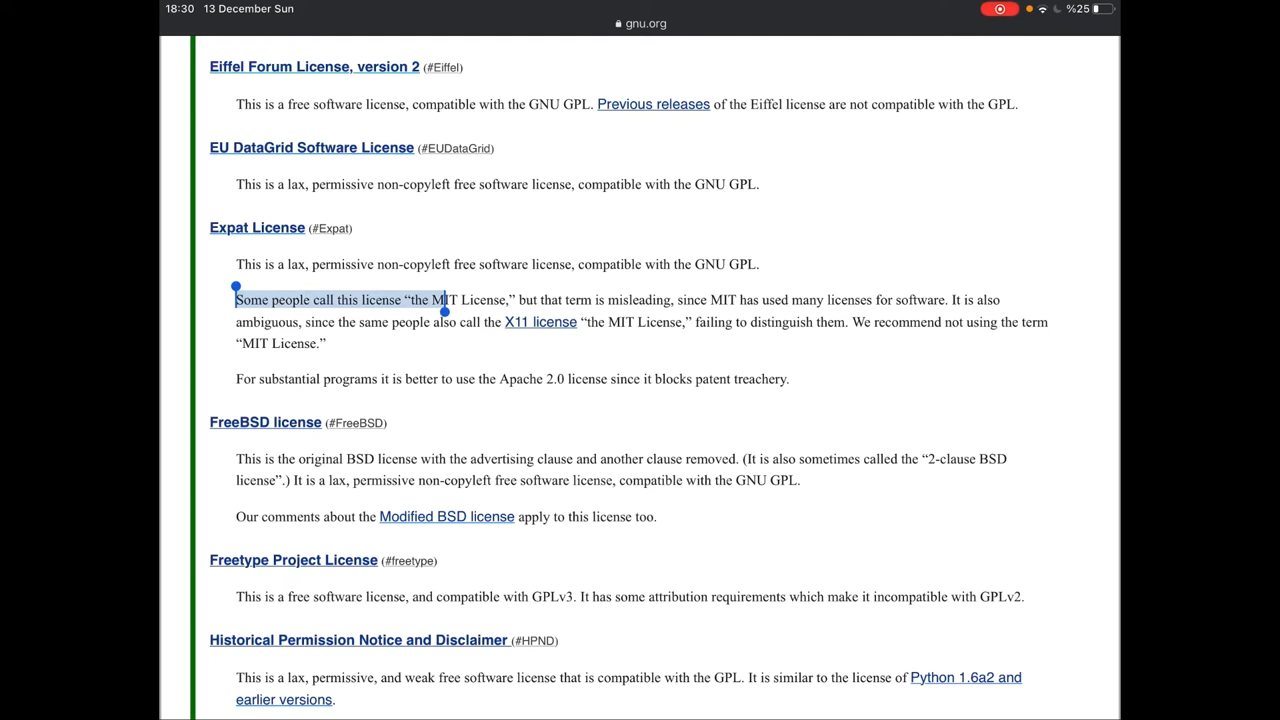 18:30 13 December Sun
%25
gnu.org
Eiffel Forum License, version 2 (#Eiffel)
This is a free software license, compatible with the GNU GPL. Previous releases of the Eiffel license are not compatible with the GPL.
EU DataGrid Software License (#EUDataGrid)
This is a lax, permissive non-copyleft free software license, compatible with the GNU GPL.
Expat License (#Expat)
This is a lax, permissive non-copyleft free software license, compatible with the GNU GPL.
Some people call this license “the MIT License,” but that term is misleading, since MIT has used many licenses for software. It is also
ambiguous, since the same people also call the X11 license “the MIT License,” failing to distinguish them. We recommend not using the term
“MIT License.”
For substantial programs it is better to use the Apache 2.0 license since it blocks patent treachery.
FreeBSD license (#FreeBSD)
This is the original BSD license with the advertising clause and another clause removed. (It is also sometimes called the “2-clause BSD
license”.) It is a lax, permissive non-copyleft free software license, compatible with the GNU GPL.
Our comments about the Modified BSD license apply to this license too.
Freetype Project License (#freetype)
This is a free software license, and compatible with GPLv3. It has some attribution requirements which make it incompatible with GPLv2.
Historical Permission Notice and Disclaimer (#HPND)
This is a lax, permissive, and weak free software license that is compatible with the GPL. It is similar to the license of Python 1.6a2 and
earlier versions.